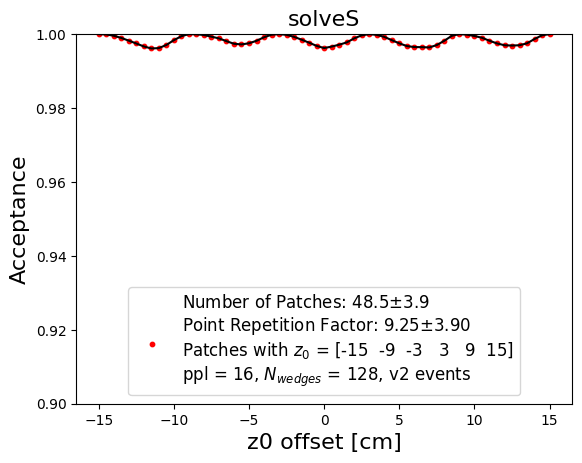 solveS
1.00
0.98
0.96
0.94
0.92
0.90
Acceptance
Number of Patches: 48.5±3.9
Point Repetition Factor: 9.25±3.90
Patches with z₀ = [-15 -9 -3 3 9 15]
ppl = 16, N_wedges = 128, v2 events
−15 −10 −5 0 5 10 15
z0 offset [cm]